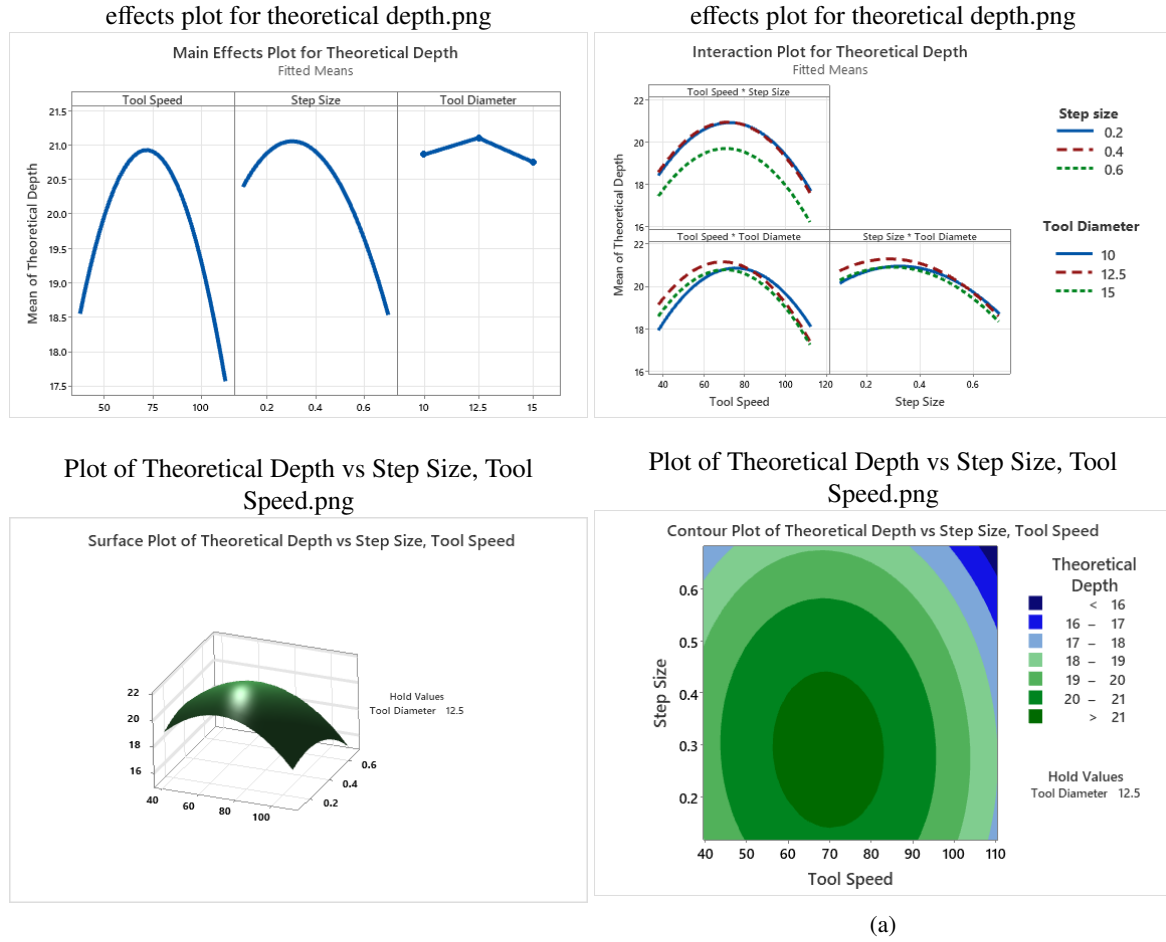 effects plot for theoretical depth.png
Main Effects Plot for Theoretical Depth
Fitted Means
Tool Speed
Step Size
Tool Diameter
Mean of Theoretical Depth
21.5
21.0
20.5
20.0
19.5
19.0
18.5
18.0
17.5
50 75 100
0.2 0.4 0.6
10 12.5 15
effects plot for theoretical depth.png
Interaction Plot for Theoretical Depth
Fitted Means
Tool Speed * Step Size
22
20
18
16
Tool Speed * Tool Diamete
Step Size * Tool Diamete
22
20
18
16
Mean of Theoretical Depth
40 60 80 100 120
0.2 0.4 0.6
Tool Speed
Step Size
Step size
0.2
0.4
0.6
Tool Diameter
10
12.5
15
Plot of Theoretical Depth vs Step Size, Tool
Speed.png
Surface Plot of Theoretical Depth vs Step Size, Tool Speed
22
20
18
16
40 60 80 100
0.2
0.4
0.6
Hold Values
Tool Diameter 12.5
Plot of Theoretical Depth vs Step Size, Tool
Speed.png
Contour Plot of Theoretical Depth vs Step Size, Tool Speed
Step Size
0.6
0.5
0.4
0.3
0.2
40 50 60 70 80 90 100 110
Tool Speed
Theoretical
Depth
< 16
16 – 17
17 – 18
18 – 19
19 – 20
20 – 21
> 21
Hold Values
Tool Diameter 12.5
(a)